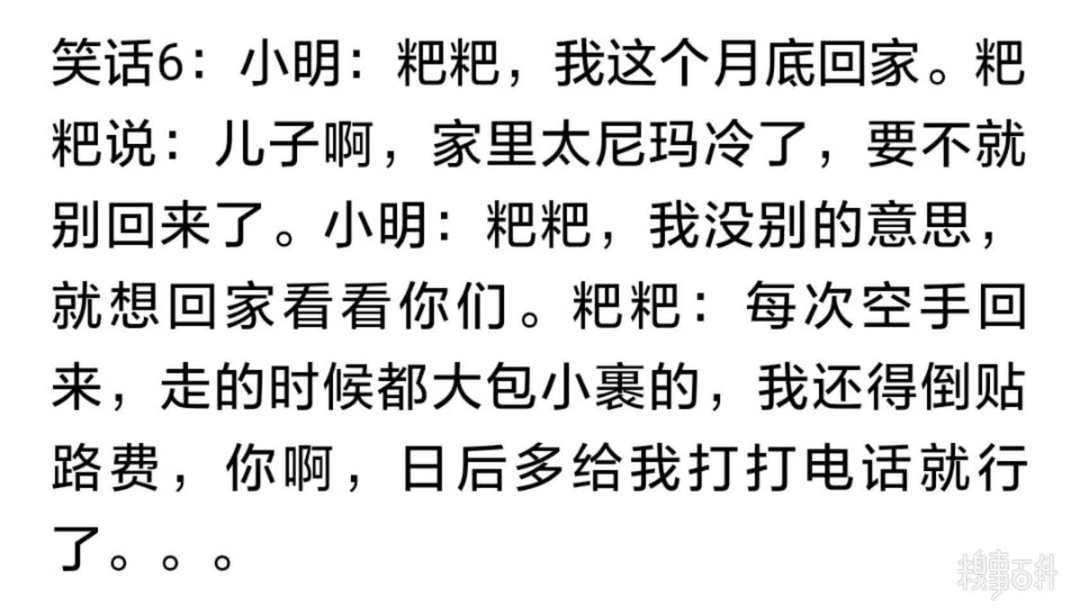 笑话6：小明：粑粑，我这个月底回家。粑
粑说：儿子啊，家里太尼玛冷了，要不就
别回来了。小明：粑粑，我没别的意思，
就想回家看看你们。粑粑：每次空手回
来，走的时候都大包小裹的，我还得倒贴
路费，你啊，日后多给我打打电话就行
了。。。
糗事百科